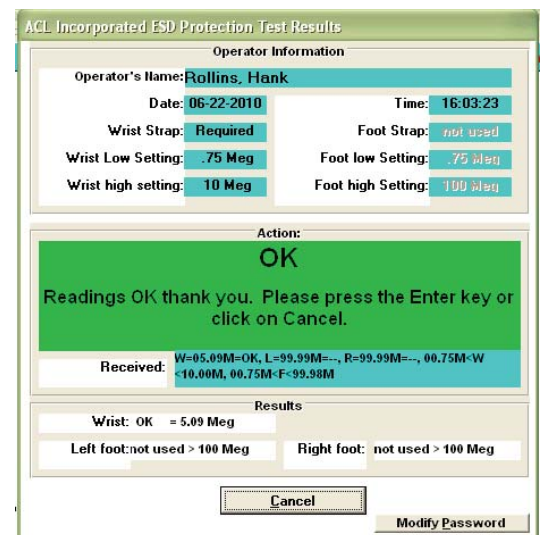 ACL Incorporated ESD Protection Test Results
Operator Information
Operator's Name: Rollins, Hank
Date: 06-22-2010 Time: 16:03:23
Wrist Strap: Required Foot Strap: not used
Wrist Low Setting: .75 Meg Foot low Setting: .75 Meg
Wrist high setting: 10 Meg Foot high Setting: 100 Meg
Action:
OK
Readings OK thank you. Please press the Enter key or
click on Cancel.
Received: W=05.09M=OK, L=99.99M=--, R=99.99M=--, 00.75M<W
<10.00M, 00.75M<F<99.98M
Results
Wrist: OK = 5.09 Meg
Left foot: not used > 100 Meg Right foot: not used > 100 Meg
Cancel
Modify Password